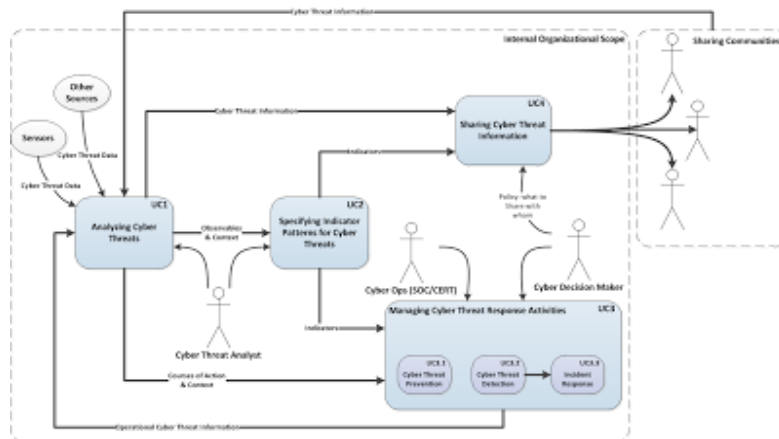 Cyber Threat Information
Internal Organizational Scope
Sharing Communities
Other
Sources
Sensors
Cyber Threat Data
Cyber Threat Data
Cyber Threat Information
UC4
Sharing Cyber Threat
Information
Indicators
UC1
Analyzing Cyber
Threats
Observables
& Context
UC2
Specifying Indicator
Patterns for Cyber
Threats
Policy-what to
Share with
whom
Cyber Ops (SOC/CERT)
Cyber Decision Maker
Cyber Threat Analyst
Indicators
Managing Cyber Threat Response Activities
UC3
UC3.1
Cyber Threat
Prevention
UC3.2
Cyber Threat
Detection
UC3.3
Incident
Response
Courses of Action
& Context
Operational Cyber Threat Information